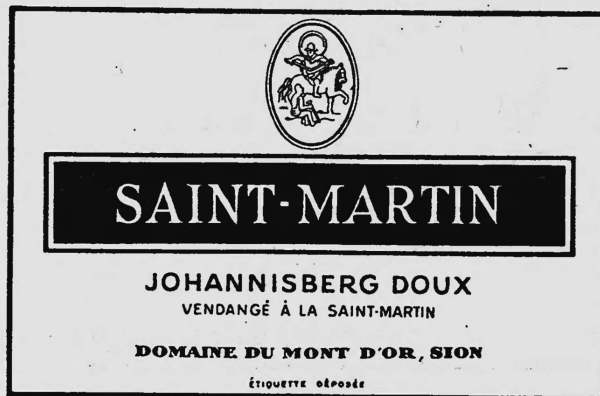 SAINT-MARTIN
JOHANNISBERG DOUX
VENDANGÉ À LA SAINT-MARTIN
DOMAINE DU MONT D'OR, SION
ÉTIQUETTE DÉPOSÉE